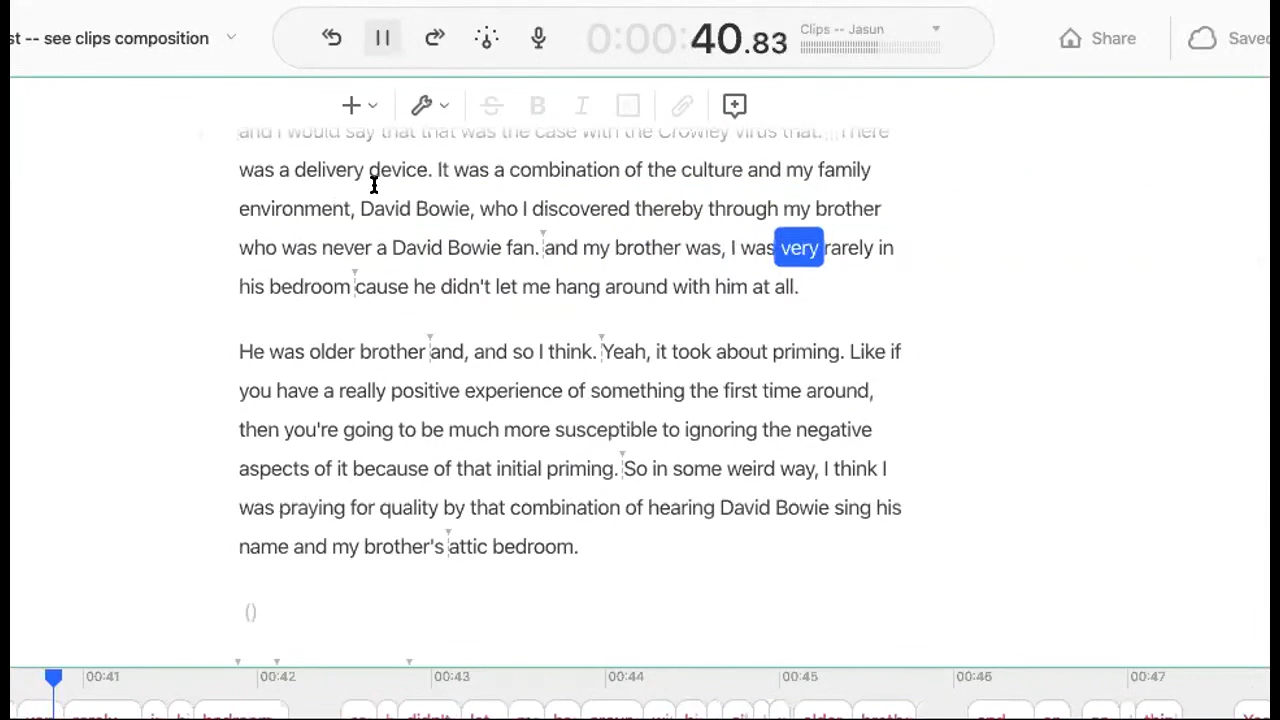 st -- see clips composition
0:00:40.83
Clips -- Jasun
Share
Saved
B I
and I would say that that was the case with the Crowley virus that. There
was a delivery device. It was a combination of the culture and my family
environment, David Bowie, who I discovered thereby through my brother
who was never a David Bowie fan. and my brother was, I was very rarely in
his bedroom cause he didn't let me hang around with him at all.
He was older brother and, and so I think. Yeah, it took about priming. Like if
you have a really positive experience of something the first time around,
then you're going to be much more susceptible to ignoring the negative
aspects of it because of that initial priming. So in some weird way, I think I
was praying for quality by that combination of hearing David Bowie sing his
name and my brother's attic bedroom.
()
00:41 00:42 00:43 00:44 00:45 00:46 00:47
very rarely in bedroom didn't let older